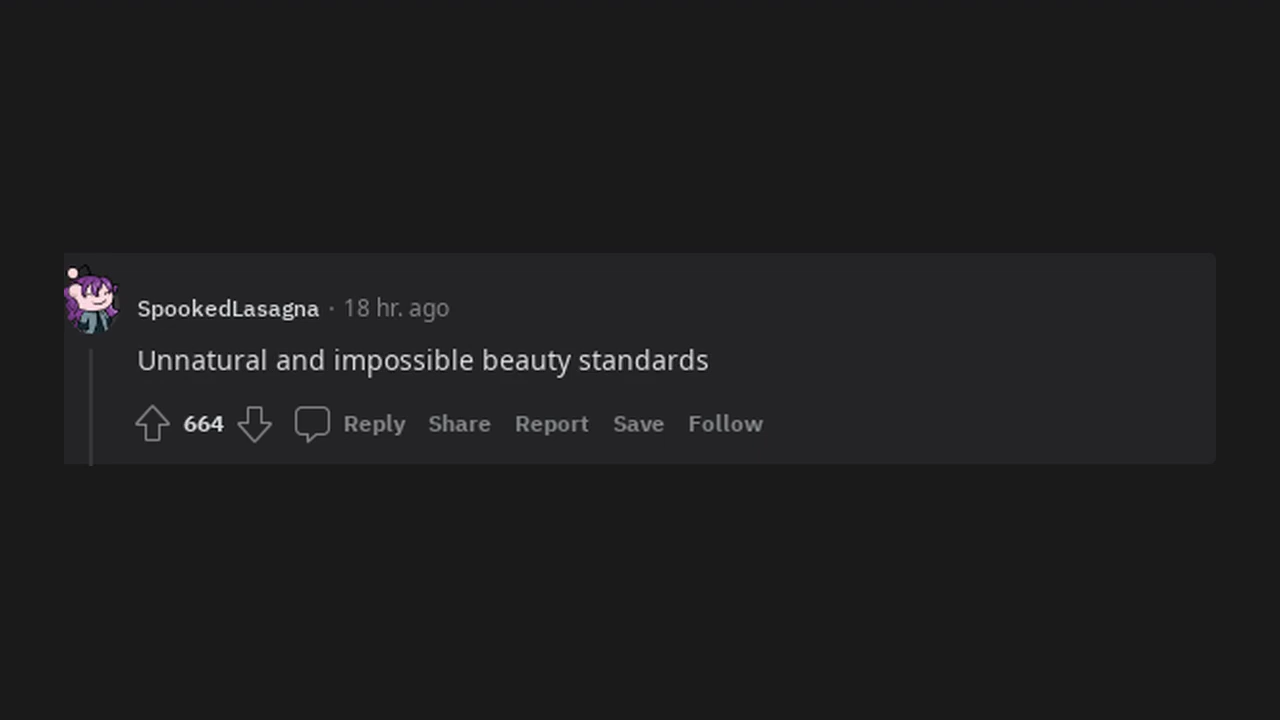 SpookedLasagna · 18 hr. ago
Unnatural and impossible beauty standards
664 Reply Share Report Save Follow